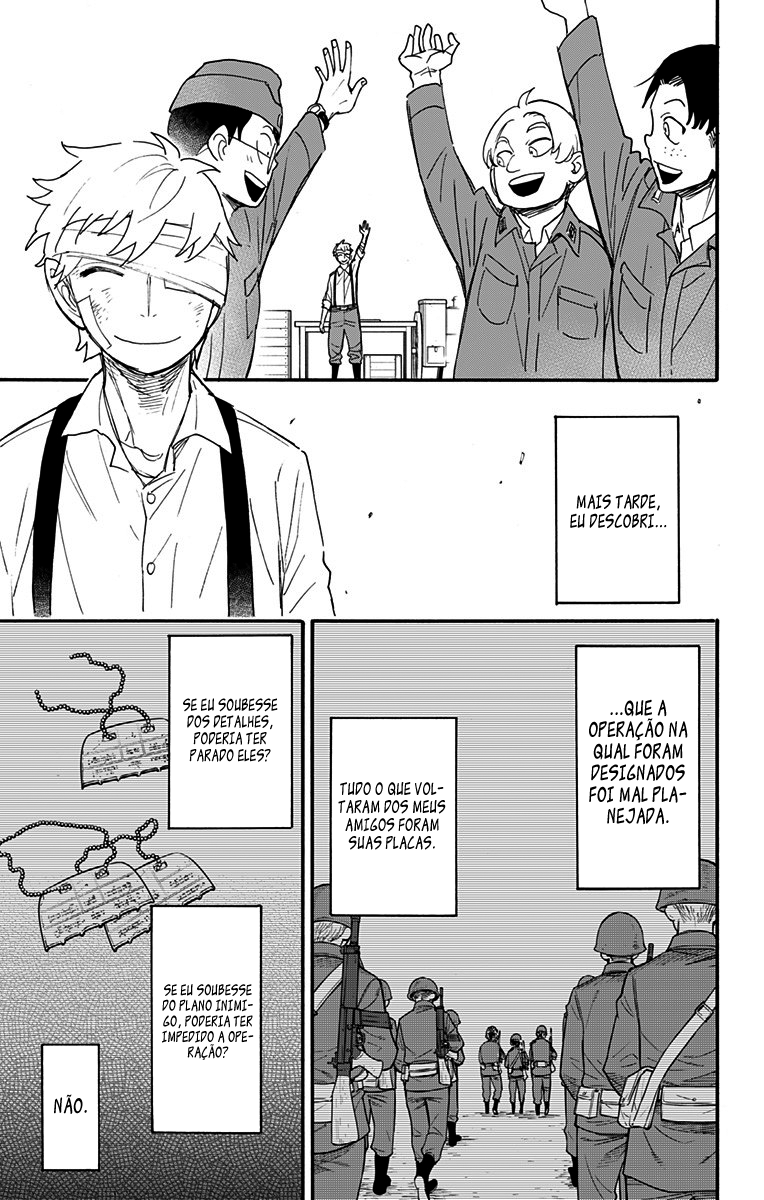 MAIS TARDE,
EU DESCOBRI...
...QUE A
OPERAÇÃO NA
QUAL FORAM
DESIGNADOS
FOI MAL PLA-
NEJADA.
TUDO O QUE VOL-
TARAM DOS MEUS
AMIGOS FORAM
SUAS PLACAS.
SE EU SOUBESSE
DOS DETALHES,
PODERIA TER
PARADO ELES?
SE EU SOUBESSE
DO PLANO INIMI-
GO, PODERIA TER
IMPEDIDO A OPE-
RAÇÃO?
NÃO.